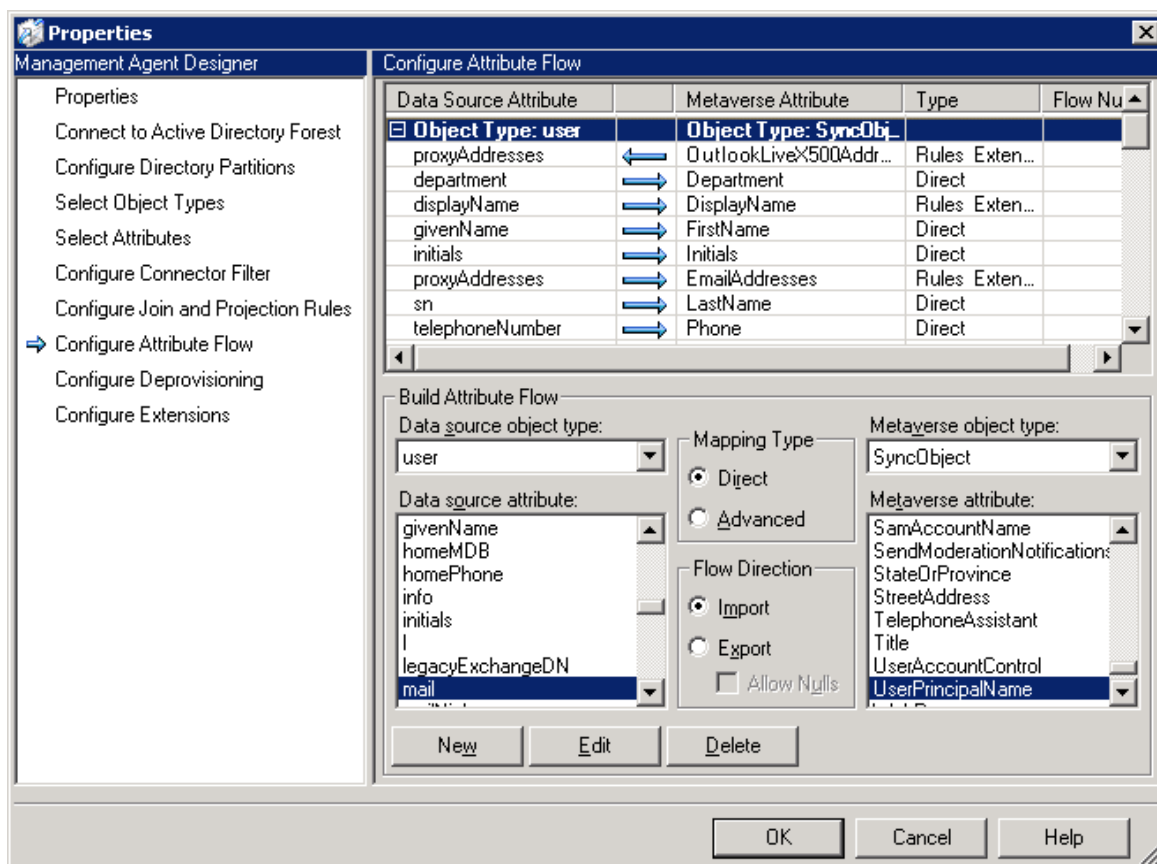 Properties
Management Agent Designer
Properties
Connect to Active Directory Forest
Configure Directory Partitions
Select Object Types
Select Attributes
Configure Connector Filter
Configure Join and Projection Rules
Configure Attribute Flow
Configure Deprovisioning
Configure Extensions
Configure Attribute Flow
Data Source Attribute Metaverse Attribute Type Flow Nu
Object Type: user Object Type: SyncObj_
proxyAddresses OutlookLiveX500Addr... Rules Exten...
department Department Direct
displayName DisplayName Rules Exten...
givenName FirstName Direct
initials Initials Direct
proxyAddresses EmailAddresses Rules Exten...
sn LastName Direct
telephoneNumber Phone Direct
Build Attribute Flow
Data source object type:
user
Data source attribute:
givenName
homeMDB
homePhone
info
initials
l
legacyExchangeDN
mail
Mapping Type
Direct
Advanced
Flow Direction
Import
Export
Allow Nulls
Metaverse object type:
SyncObject
Metaverse attribute:
SamAccountName
SendModerationNotifications
StateOrProvince
StreetAddress
TelephoneAssistant
Title
UserAccountControl
UserPrincipalName
New Edit Delete
OK Cancel Help